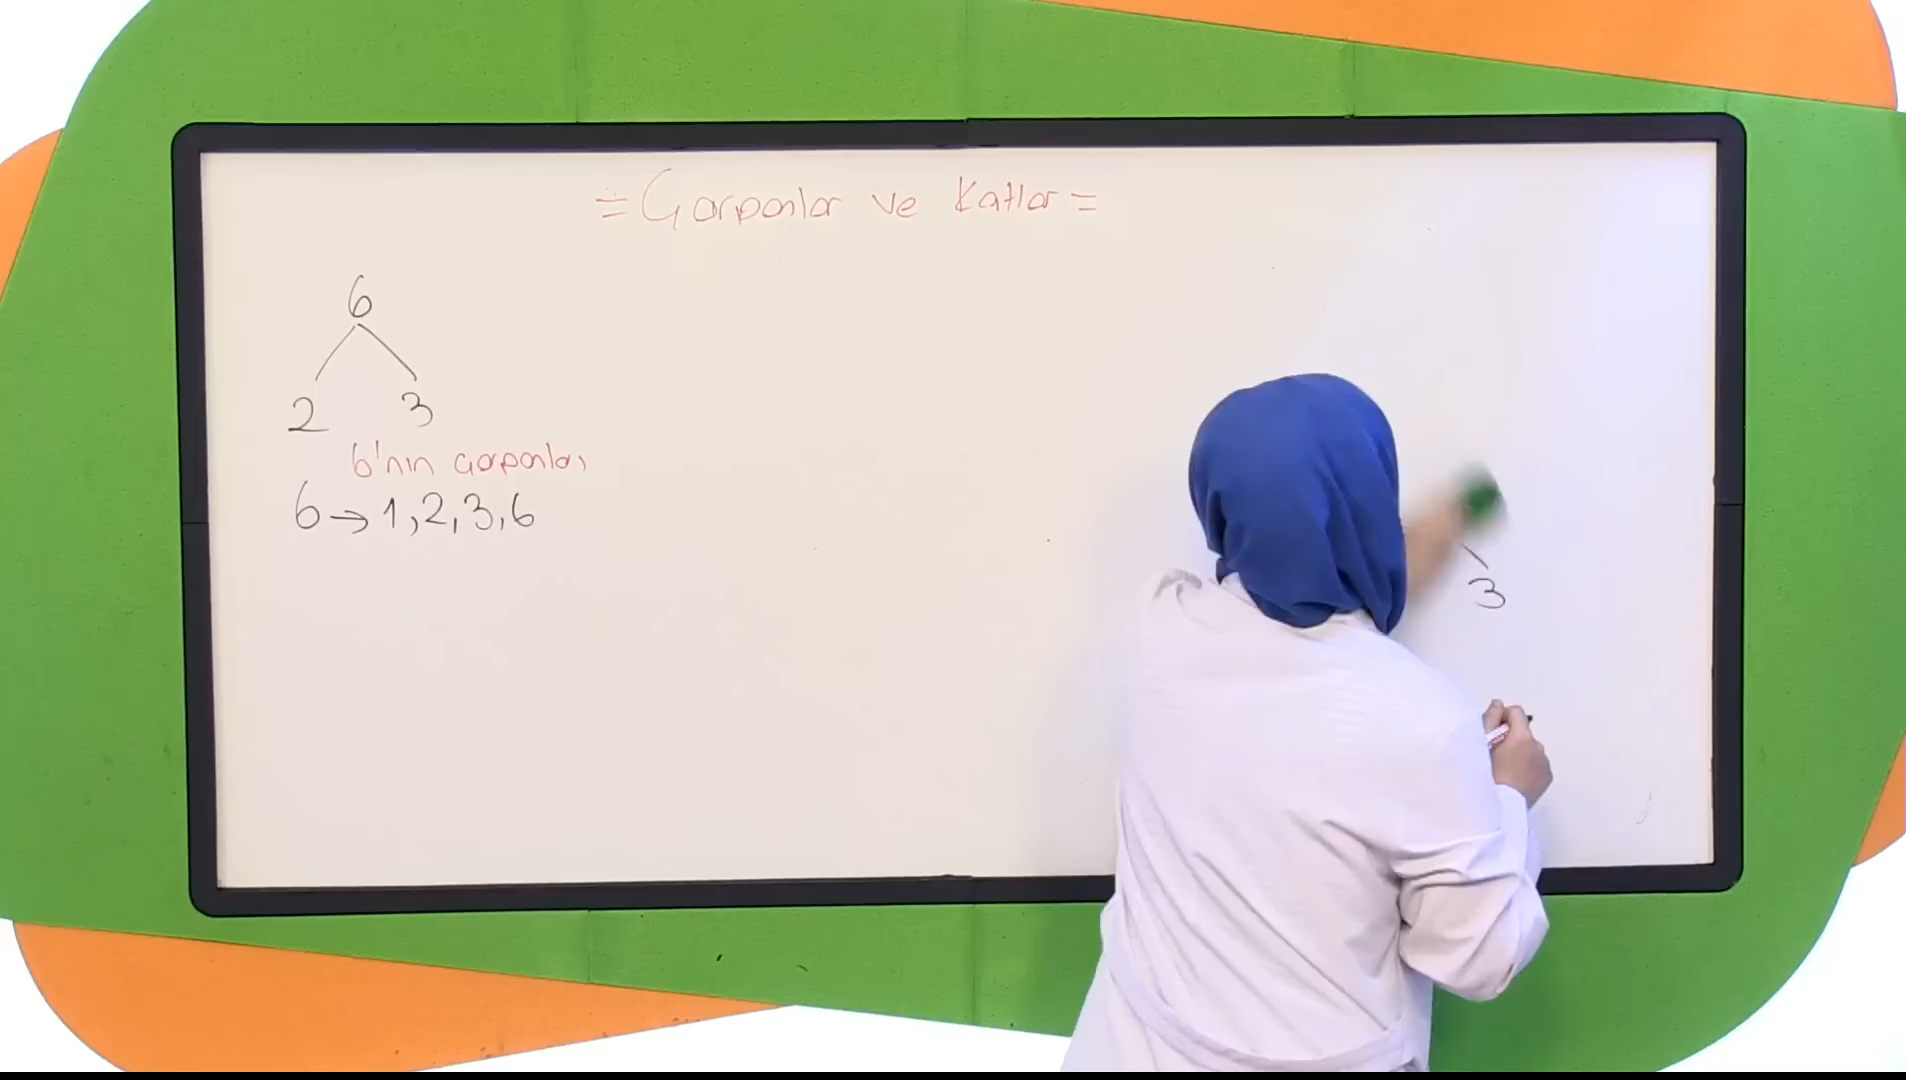 = Çarpanlar ve Katlar =
6
2 3
6'nın çarpanları
6 → 1, 2, 3, 6
3